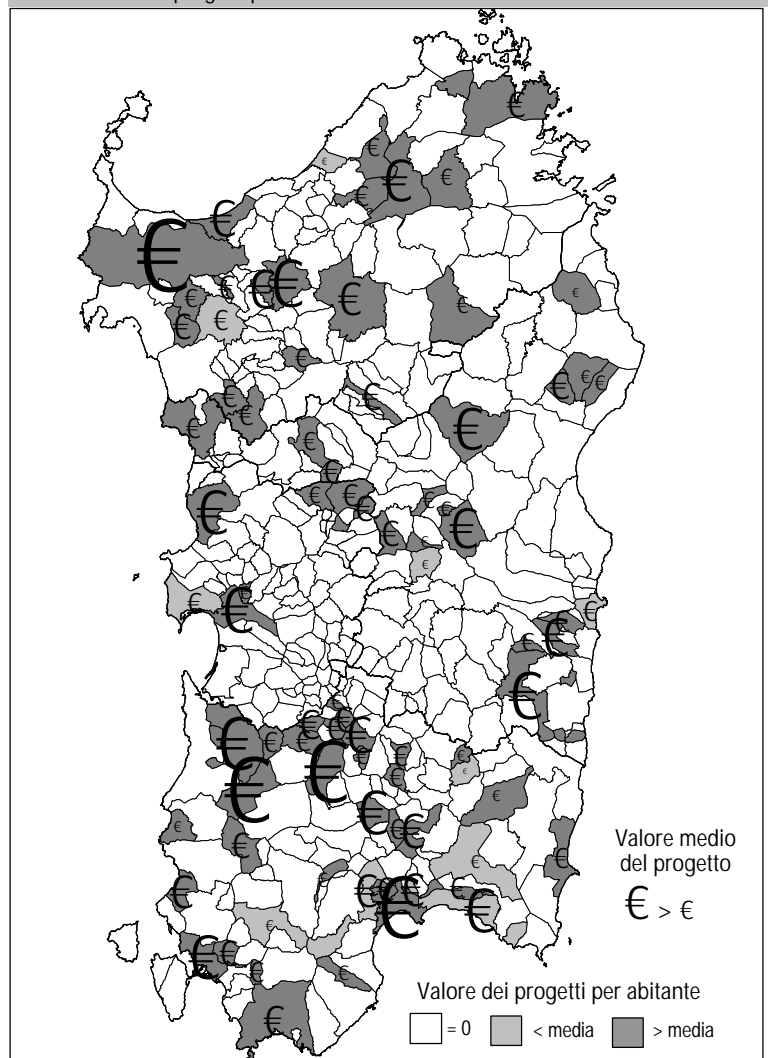 Valore medio
del progetto
€ > €
Valore dei progetti per abitante
= 0 < media > media